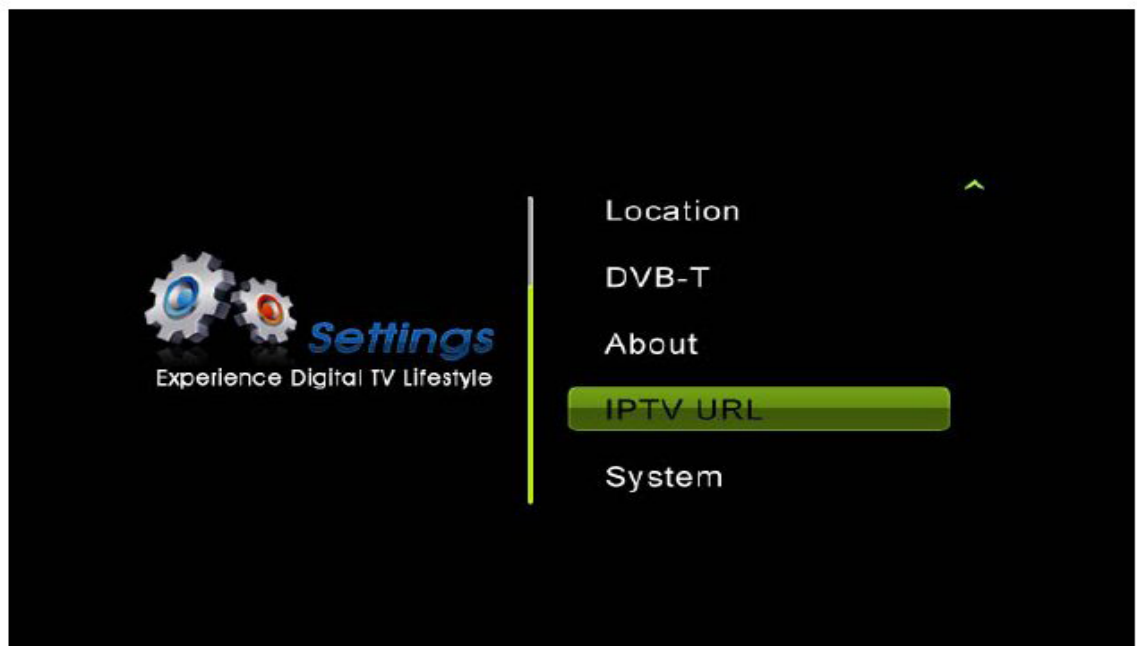 Location
DVB-T
About
IPTV URL
System
Settings
Experience Digital TV Lifestyle